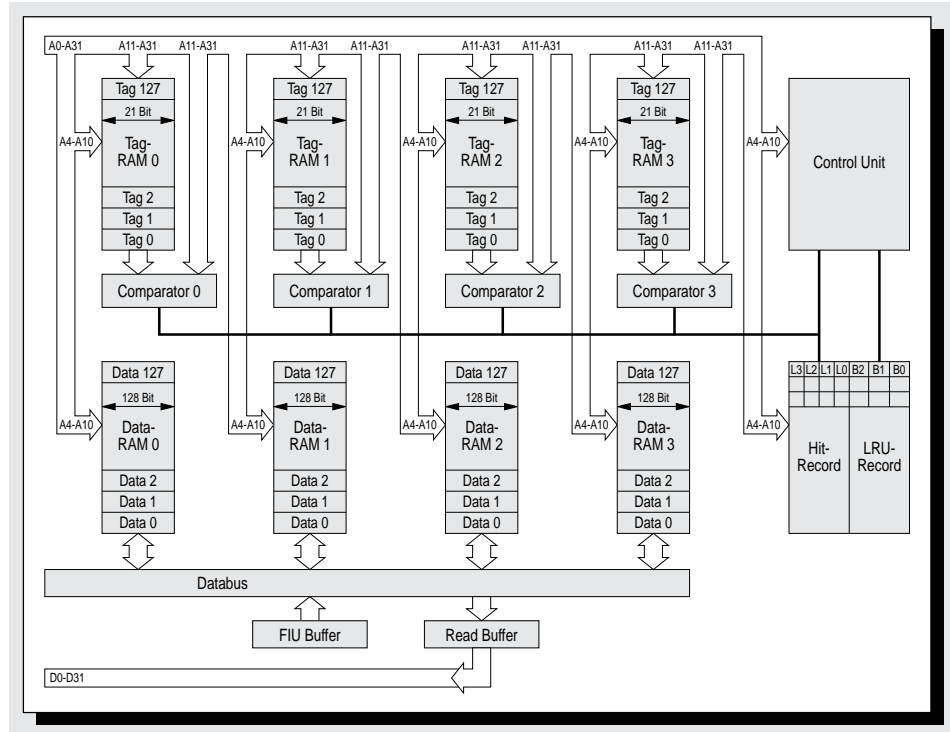 A0-A31 A11-A31 A11-A31 A11-A31 A11-A31 A11-A31 A11-A31 A11-A31 A11-A31
Tag 127 Tag 127 Tag 127 Tag 127
21 Bit 21 Bit 21 Bit 21 Bit
A4-A10 Tag- A4-A10 Tag- A4-A10 Tag- A4-A10 Tag- A4-A10
RAM 0 RAM 1 RAM 2 RAM 3
Control Unit
Tag 2 Tag 2 Tag 2 Tag 2
Tag 1 Tag 1 Tag 1 Tag 1
Tag 0 Tag 0 Tag 0 Tag 0
Comparator 0 Comparator 1 Comparator 2 Comparator 3
Data 127 Data 127 Data 127 Data 127 L3 L2 L1 L0 B2 B1 B0
128 Bit 128 Bit 128 Bit 128 Bit
A4-A10 Data- A4-A10 Data- A4-A10 Data- A4-A10 Data- A4-A10
RAM 0 RAM 1 RAM 2 RAM 3
Hit- LRU-
Record Record
Data 2 Data 2 Data 2 Data 2
Data 1 Data 1 Data 1 Data 1
Data 0 Data 0 Data 0 Data 0
Databus
FIU Buffer Read Buffer
D0-D31